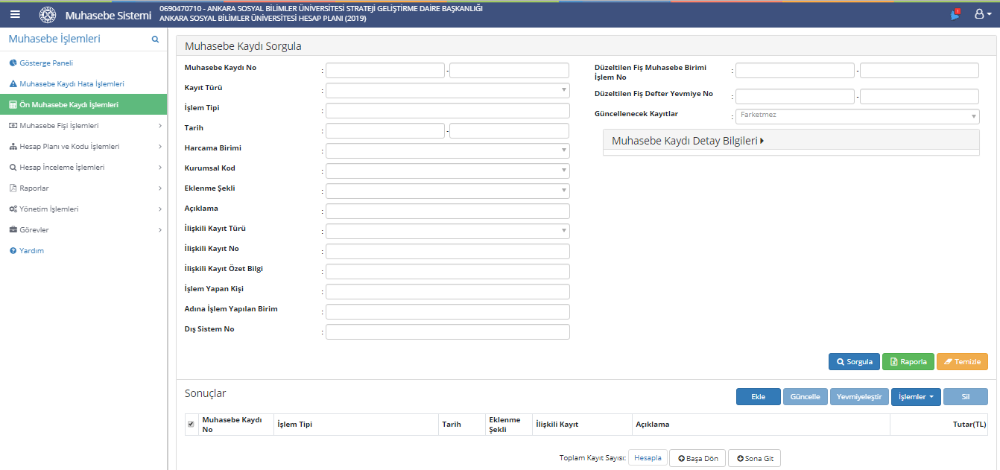 Muhasebe Sistemi
0690470710 - ANKARA SOSYAL BİLİMLER ÜNİVERSİTESİ STRATEJİ GELİŞTİRME DAİRE BAŞKANLIĞI
ANKARA SOSYAL BİLİMLER ÜNİVERSİTESİ HESAP PLANI (2019)
1
Muhasebe İşlemleri
Gösterge Paneli
Muhasebe Kaydı Hata İşlemleri
Ön Muhasebe Kaydı İşlemleri
Muhasebe Fişi İşlemleri
Hesap Planı ve Kodu İşlemleri
Hesap İnceleme İşlemleri
Raporlar
Yönetim İşlemleri
Görevler
Yardım
Muhasebe Kaydı Sorgula
Muhasebe Kaydı No : -
Kayıt Türü :
İşlem Tipi :
Tarih : -
Harcama Birimi :
Kurumsal Kod :
Eklenme Şekli :
Açıklama :
İlişkili Kayıt Türü :
İlişkili Kayıt No :
İlişkili Kayıt Özet Bilgi :
İşlem Yapan Kişi :
Adına İşlem Yapılan Birim :
Dış Sistem No :
Düzeltilen Fiş Muhasebe Birimi
İşlem No : -
Düzeltilen Fiş Defter Yevmiye No : -
Güncellenecek Kayıtlar : Farketmez
Muhasebe Kaydı Detay Bilgileri
Sorgula Raporla Temizle
Sonuçlar
Ekle Güncelle Yevmiyeleştir İşlemler Sil
Muhasebe Kaydı
No
İşlem Tipi
Tarih
Eklenme
Şekli
İlişkili Kayıt
Açıklama
Tutar(TL)
Toplam Kayıt Sayısı: Hesapla Başa Dön Sona Git